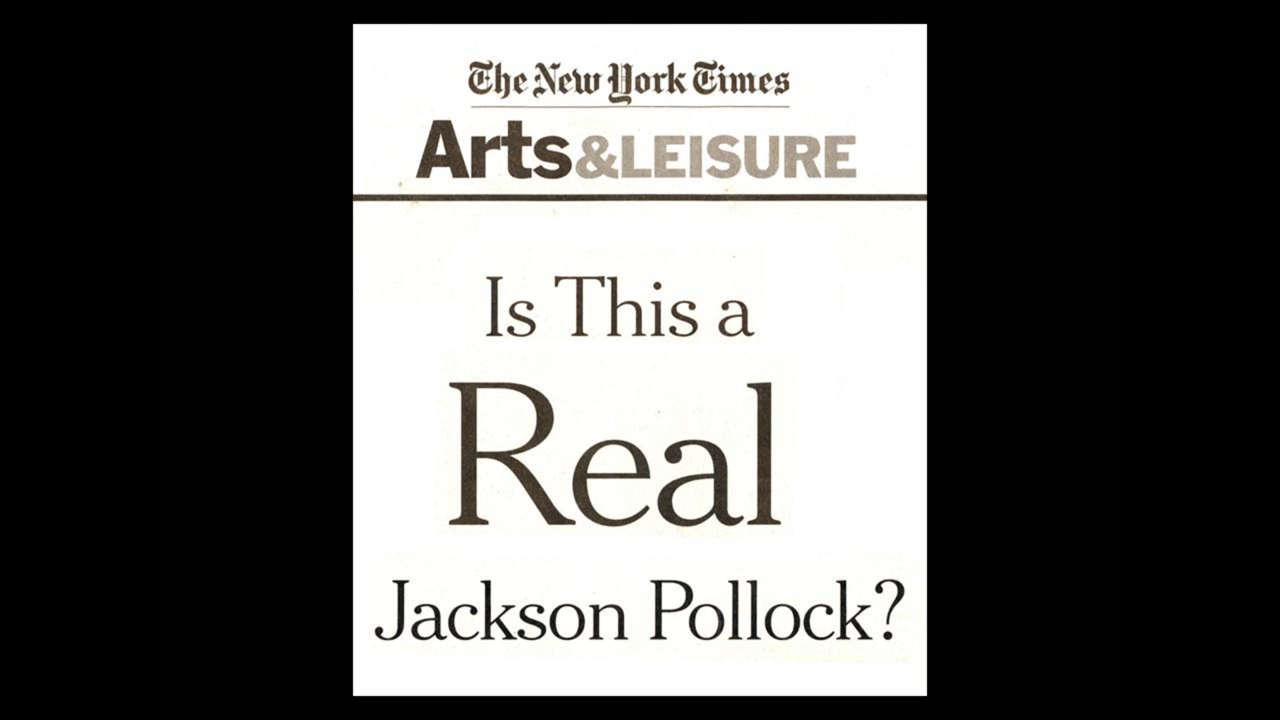 The New York Times
Arts&LEISURE
Is This a
Real
Jackson Pollock?